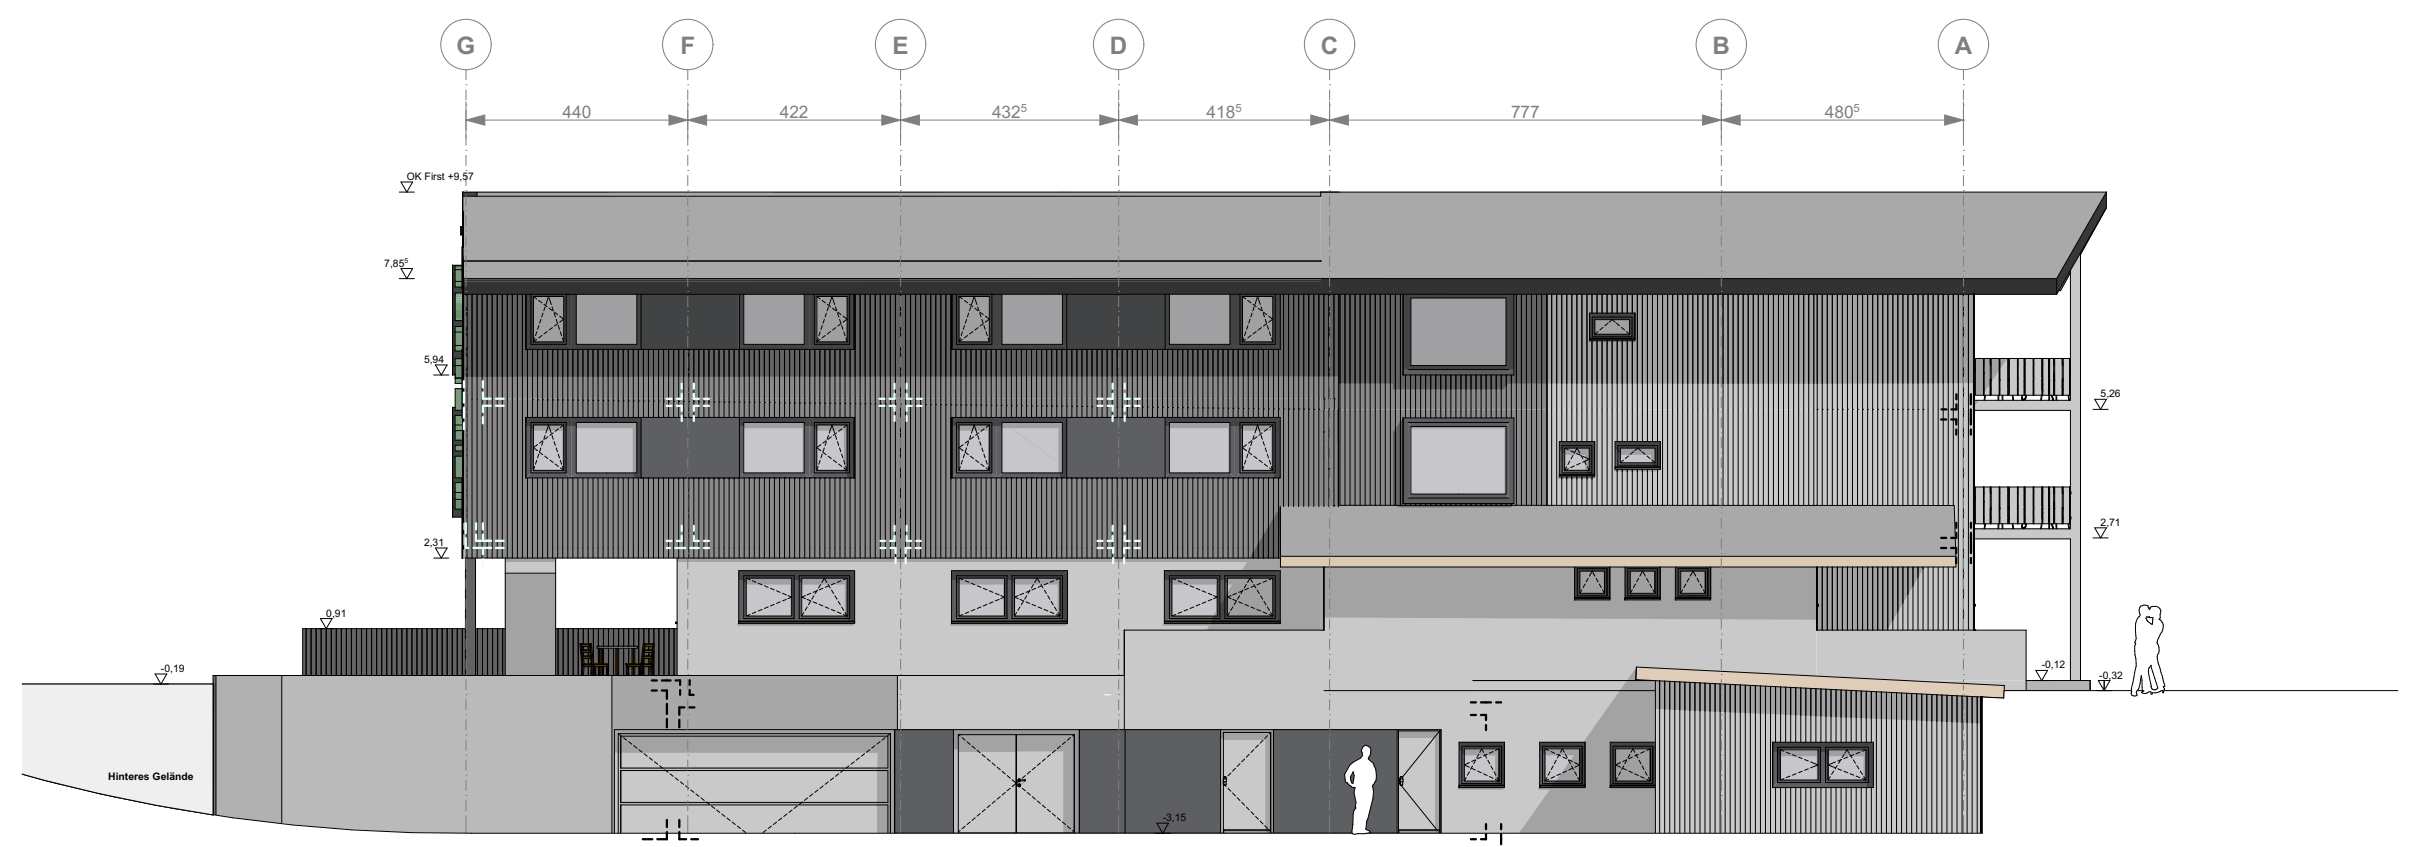 G F E D C B A
440 422 432⁵ 418⁵ 777 480⁵
OK First +9,57
7,85⁵
5,94
5,26
2,71
2,31
0,91
-0,19
-0,12
-0,32
Hinteres Gelände
-3,15